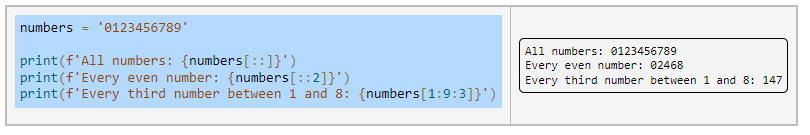 numbers = '0123456789'
print(f'All numbers: {numbers[::]}')
print(f'Every even number: {numbers[::2]}')
print(f'Every third number between 1 and 8: {numbers[1:9:3]}')
All numbers: 0123456789
Every even number: 02468
Every third number between 1 and 8: 147